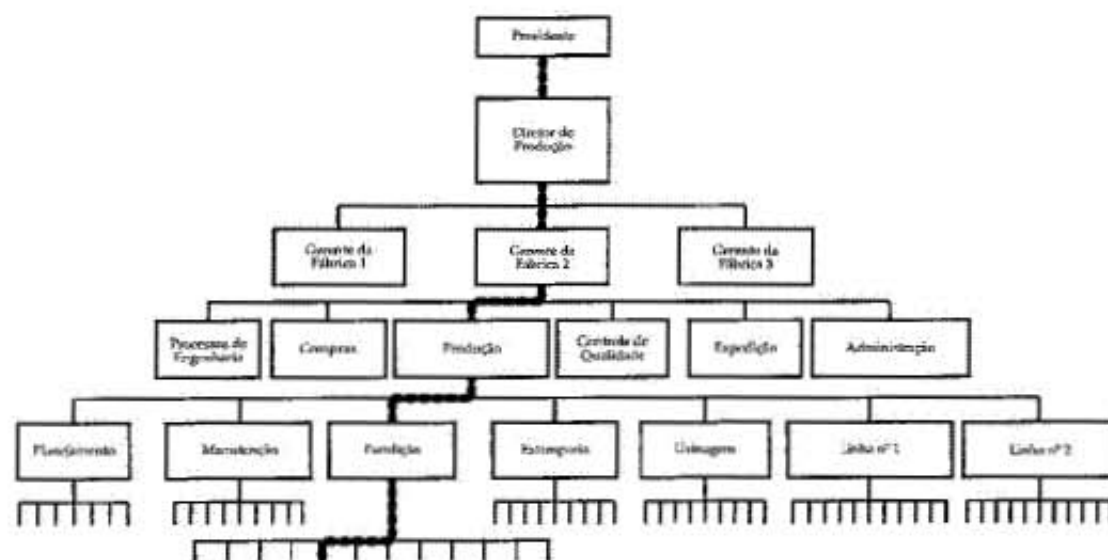 Presidente
Diretor de
Produção
Gerente da
Fábrica 1
Gerente da
Fábrica 2
Gerente da
Fábrica 3
Processos de
Engenharia
Compras
Produção
Controle de
Qualidade
Expedição
Administração
Planejamento
Manutenção
Fundição
Estamparia
Usinagem
Linha nº 1
Linha nº 2